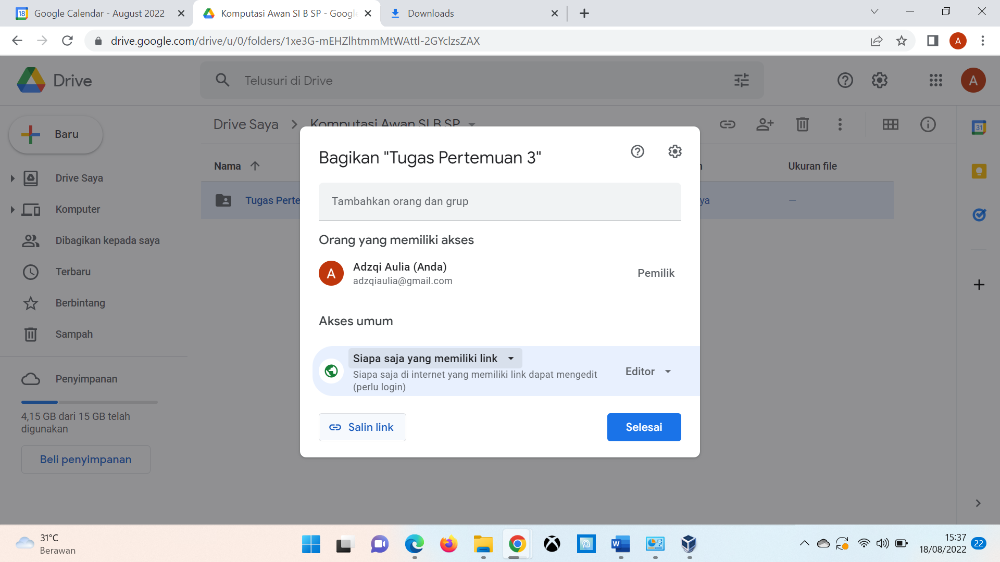 18 Google Calendar - August 2022
Komputasi Awan SI B SP - Googl
Downloads
drive.google.com/drive/u/0/folders/1xe3G-mEHZlhtmmMtWAttl-2GYclzsZAX
A
Drive
Telusuri di Drive
A
Baru
Drive Saya
Komputasi Awan SI B SP
31
Nama
Ukuran file
Tugas Perte
ya
—
Drive Saya
Komputer
Dibagikan kepada saya
Terbaru
Berbintang
Sampah
Penyimpanan
4,15 GB dari 15 GB telah
digunakan
Beli penyimpanan
Bagikan "Tugas Pertemuan 3"
Tambahkan orang dan grup
Orang yang memiliki akses
A
Adzqi Aulia (Anda)
adzqiaulia@gmail.com
Pemilik
Akses umum
Siapa saja yang memiliki link
Siapa saja di internet yang memiliki link dapat mengedit
(perlu login)
Editor
Salin link
Selesai
31°C
Berawan
W
15:37
18/08/2022
22